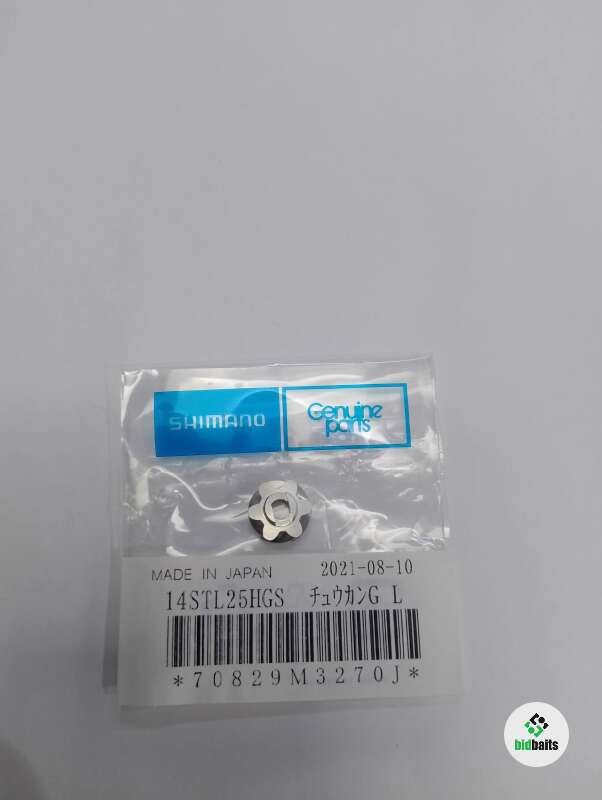 SHIMANO
Genuine
parts
MADE IN JAPAN 2021-08-10
14STL25HGS ﾁｭｳｶﾝG L
*70829M3270J*
bidbaits